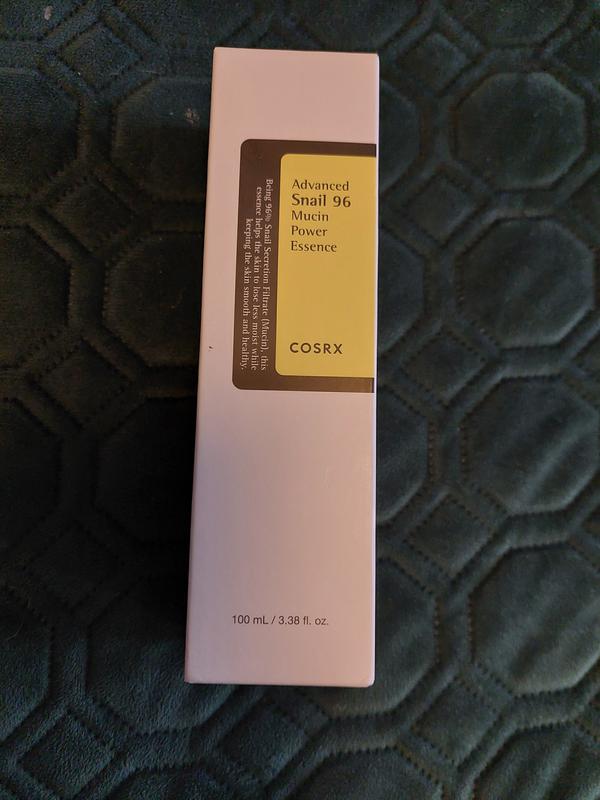 Advanced
Snail 96
Mucin
Power
Essence
COSRX
Being 96% Snail Secretion Filtrate (Mucin), this
essence helps the skin to lose less moist while
keeping the skin smooth and healthy.
100 mL / 3.38 fl. oz.